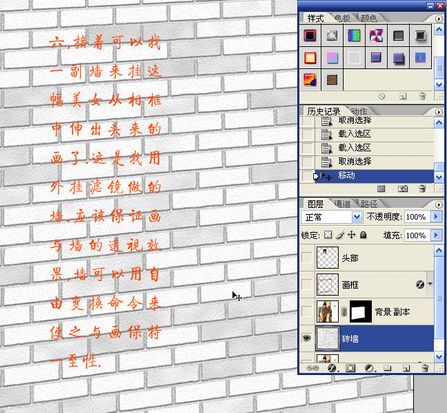 六,接着可以找
一副墙来挂这
幅美女从相框
中伸出头来的
画了.这是我用
外挂滤镜做的
墙,应该保证画
与墙的透视效
果,墙可以用自
由变换命令来
使之与画保持
一至性.
样式 色板 颜色
历史记录 动作
取消选择
载入选区
载入选区
取消选择
移动
图层 通道 路径
正常 不透明度: 100%
锁定: 填充: 100%
头部
画框
背景 副本
砖墙